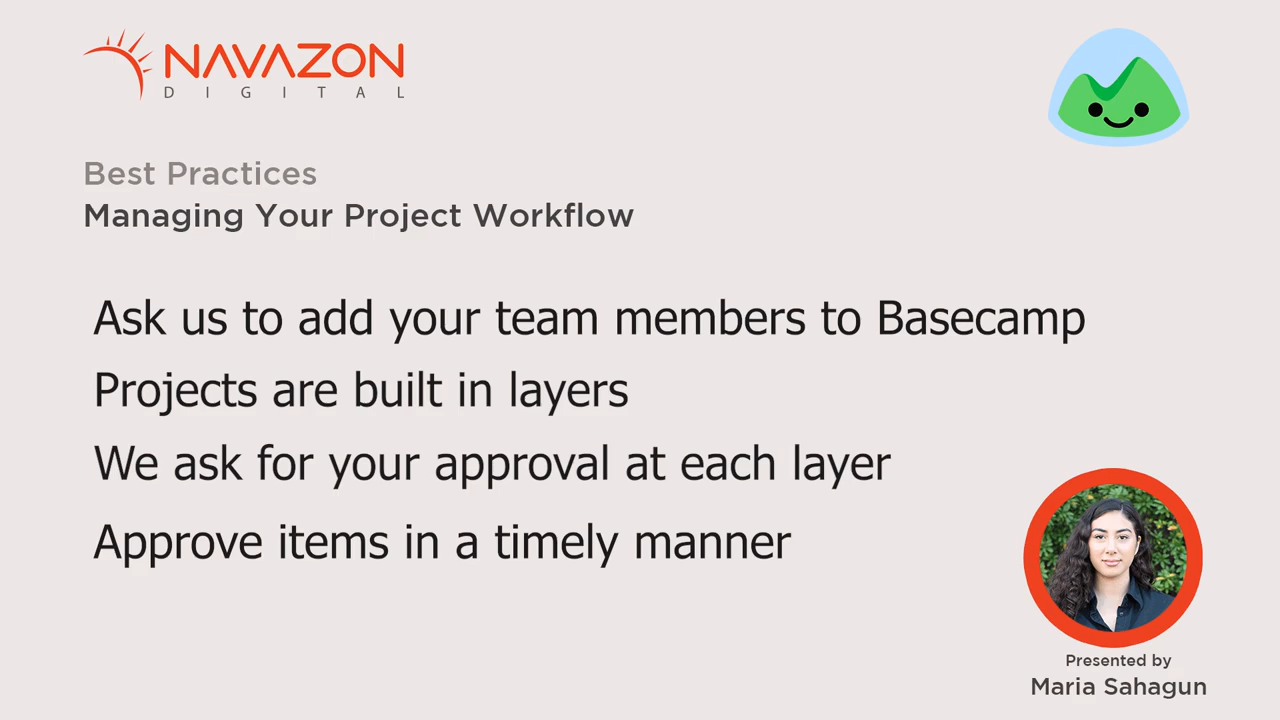 NAVAZON
DIGITAL
Best Practices
Managing Your Project Workflow
Ask us to add your team members to Basecamp
Projects are built in layers
We ask for your approval at each layer
Approve items in a timely manner
Presented by
Maria Sahagun